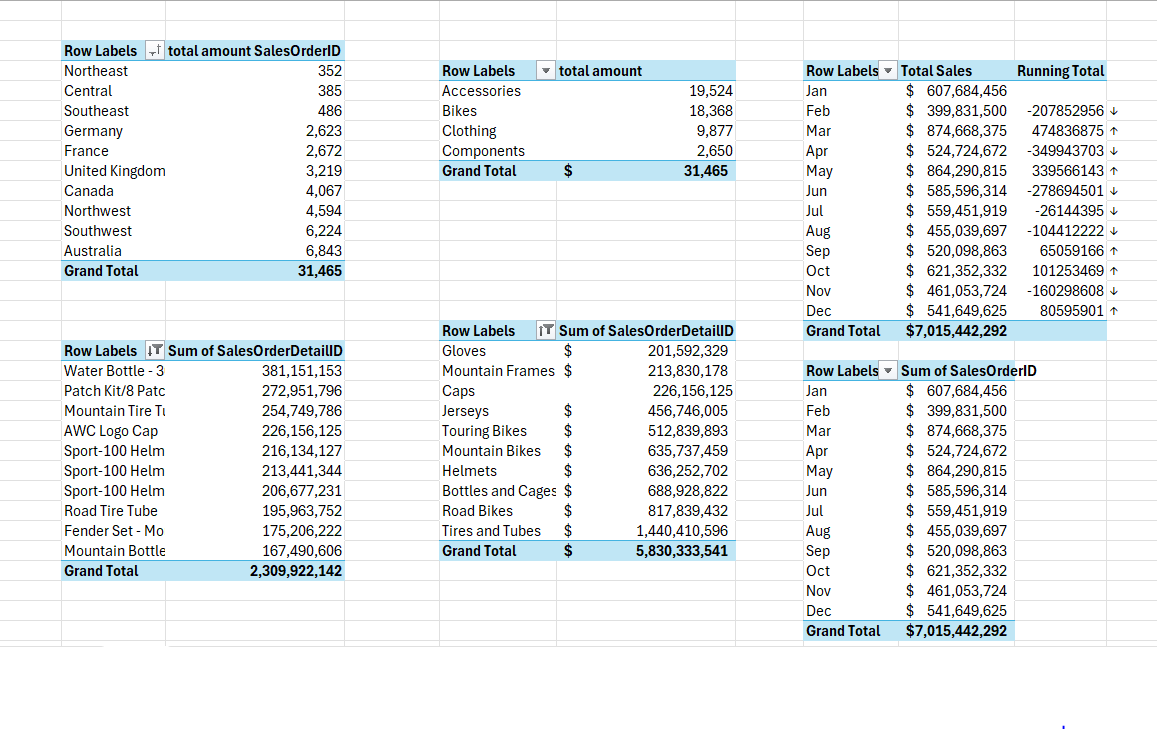 Row Labels total amount SalesOrderID
Northeast 352
Central 385
Southeast 486
Germany 2,623
France 2,672
United Kingdom 3,219
Canada 4,067
Northwest 4,594
Southwest 6,224
Australia 6,843
Grand Total 31,465
Row Labels total amount
Accessories 19,524
Bikes 18,368
Clothing 9,877
Components 2,650
Grand Total $ 31,465
Row Labels Total Sales Running Total
Jan $ 607,684,456
Feb $ 399,831,500 -207852956 ↓
Mar $ 874,668,375 474836875 ↑
Apr $ 524,724,672 -349943703 ↓
May $ 864,290,815 339566143 ↑
Jun $ 585,596,314 -278694501 ↓
Jul $ 559,451,919 -26144395 ↓
Aug $ 455,039,697 -104412222 ↓
Sep $ 520,098,863 65059166 ↑
Oct $ 621,352,332 101253469 ↑
Nov $ 461,053,724 -160298608 ↓
Dec $ 541,649,625 80595901 ↑
Grand Total $7,015,442,292
Row Labels Sum of SalesOrderDetailID
Water Bottle - 3 381,151,153
Patch Kit/8 Patc 272,951,796
Mountain Tire Tu 254,749,786
AWC Logo Cap 226,156,125
Sport-100 Helm 216,134,127
Sport-100 Helm 213,441,344
Sport-100 Helm 206,677,231
Road Tire Tube 195,963,752
Fender Set - Mo 175,206,222
Mountain Bottle 167,490,606
Grand Total 2,309,922,142
Row Labels Sum of SalesOrderDetailID
Gloves $ 201,592,329
Mountain Frames $ 213,830,178
Caps 226,156,125
Jerseys $ 456,746,005
Touring Bikes $ 512,839,893
Mountain Bikes $ 635,737,459
Helmets $ 636,252,702
Bottles and Cages $ 688,928,822
Road Bikes $ 817,839,432
Tires and Tubes $ 1,440,410,596
Grand Total $ 5,830,333,541
Row Labels Sum of SalesOrderID
Jan $ 607,684,456
Feb $ 399,831,500
Mar $ 874,668,375
Apr $ 524,724,672
May $ 864,290,815
Jun $ 585,596,314
Jul $ 559,451,919
Aug $ 455,039,697
Sep $ 520,098,863
Oct $ 621,352,332
Nov $ 461,053,724
Dec $ 541,649,625
Grand Total $7,015,442,292